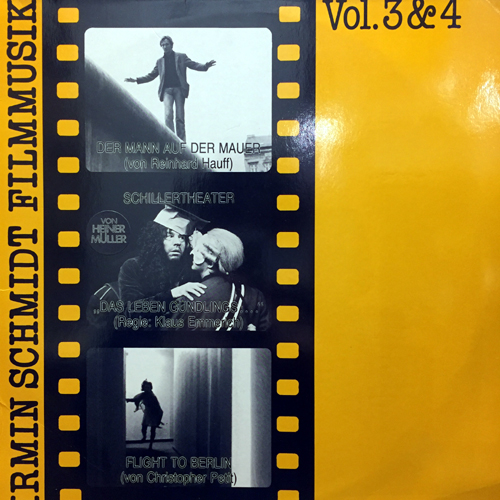 IRMIN SCHMIDT FILMMUSIK
Vol. 3 & 4
DER MANN AUF DER MAUER
(von Reinhard Hauff)
SCHILLERTHEATER
VON
HEINER
MÜLLER
„DAS LEBEN GUNDLINGS ...."
(Regie: Klaus Emmerich)
FLIGHT TO BERLIN
(von Christopher Petit)